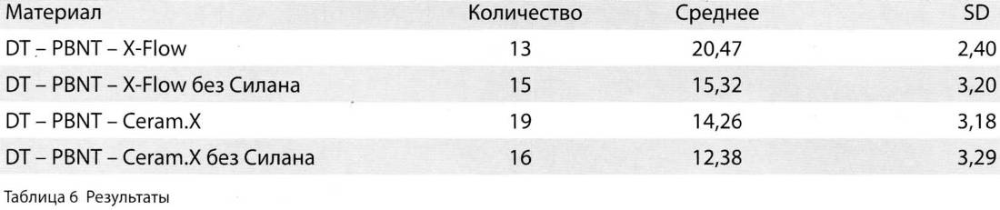 Материал Количество Среднее SD
DT – PBNT – X-Flow 13 20,47 2,40
DT – PBNT – X-Flow без Силана 15 15,32 3,20
DT – PBNT – Ceram.X 19 14,26 3,18
DT – PBNT – Ceram.X без Силана 16 12,38 3,29
Таблица 6 Результаты